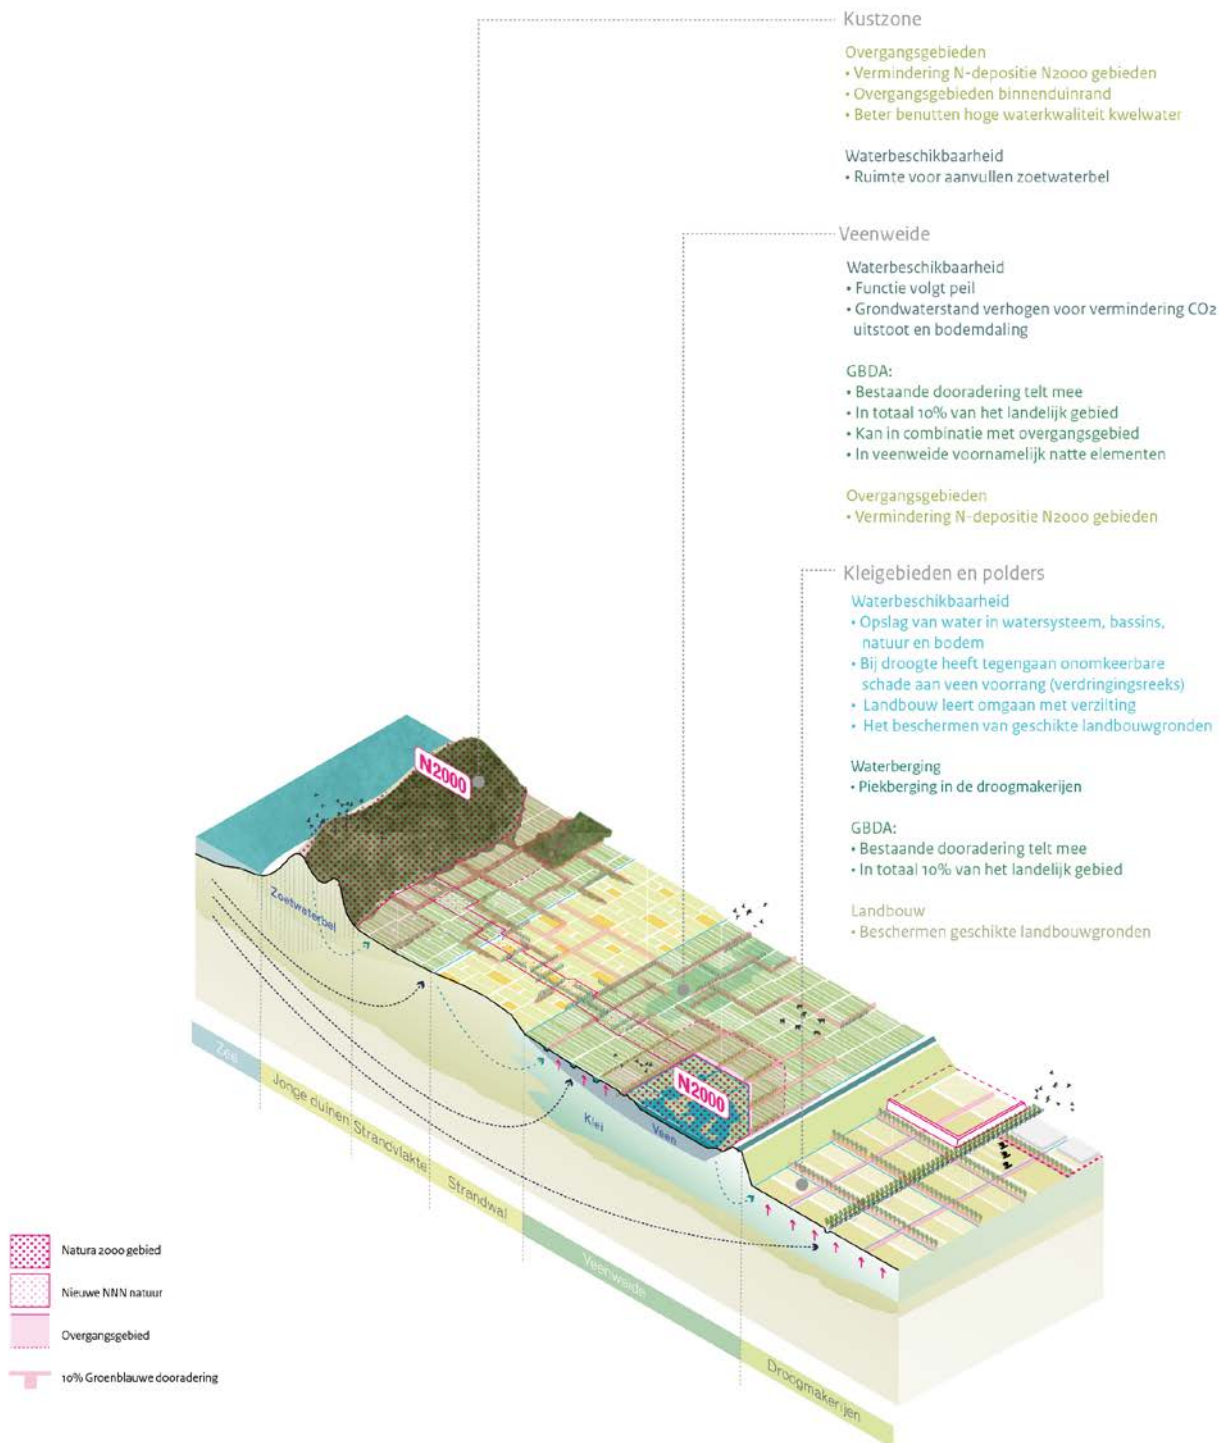 Kustzone
Overgangsgebieden
• Vermindering N-depositie N2000 gebieden
• Overgangsgebieden binnenduinrand
• Beter benutten hoge waterkwaliteit kwelwater
Waterbeschikbaarheid
• Ruimte voor aanvullen zoetwaterbel
Veenweide
Waterbeschikbaarheid
• Functie volgt peil
• Grondwaterstand verhogen voor vermindering CO2
uitstoot en bodemdaling
GBDA:
• Bestaande dooradering telt mee
• In totaal 10% van het landelijk gebied
• Kan in combinatie met overgangsgebied
• In veenweide voornamelijk natte elementen
Overgangsgebieden
• Vermindering N-depositie N2000 gebieden
Kleigebieden en polders
Waterbeschikbaarheid
• Opslag van water in watersysteem, bassins,
natuur en bodem
• Bij droogte heeft tegengaan onomkeerbare
schade aan veen voorrang (verdringingsreeks)
• Landbouw leert omgaan met verzilting
• Het beschermen van geschikte landbouwgronden
Waterberging
• Piekberging in de droogmakerijen
GBDA:
• Bestaande dooradering telt mee
• In totaal 10% van het landelijk gebied
Landbouw
• Beschermen geschikte landbouwgronden
N2000
Zoetwaterbel
N2000
Klei
Veen
Zee
Jonge duinen
Strandvlakte
Strandwal
Veenweide
Droogmakerijen
Natura 2000 gebied
Nieuwe NNN natuur
Overgangsgebied
10% Groenblauwe dooradering